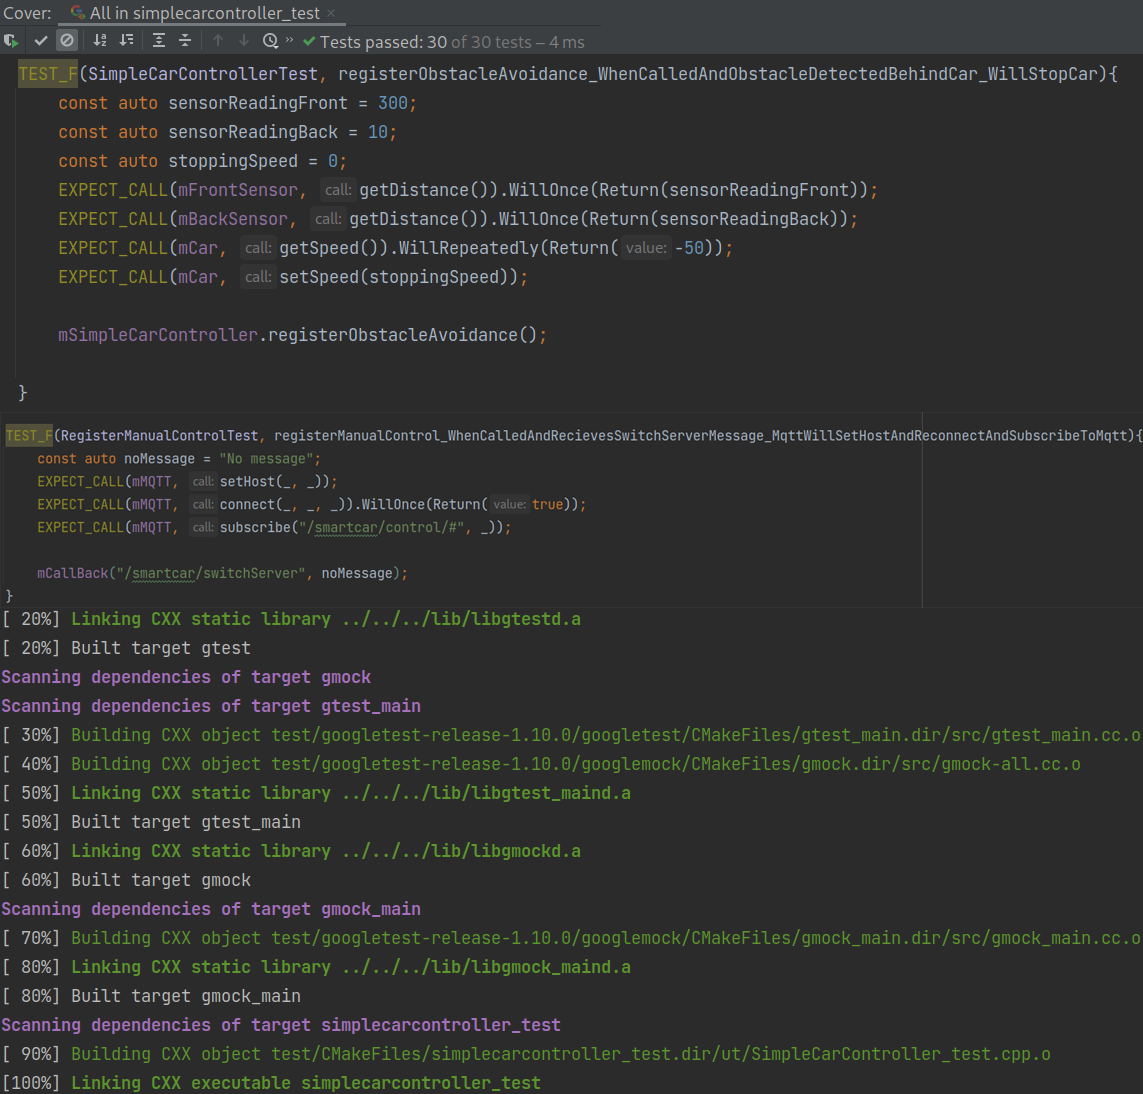 Cover: All in simplecarcontroller_test ×
» Tests passed: 30 of 30 tests – 4 ms
TEST_F(SimpleCarControllerTest, registerObstacleAvoidance_WhenCalledAndObstacleDetectedBehindCar_WillStopCar){
const auto sensorReadingFront = 300;
const auto sensorReadingBack = 10;
const auto stoppingSpeed = 0;
EXPECT_CALL(mFrontSensor, call: getDistance()).WillOnce(Return(sensorReadingFront));
EXPECT_CALL(mBackSensor, call: getDistance()).WillOnce(Return(sensorReadingBack));
EXPECT_CALL(mCar, call: getSpeed()).WillRepeatedly(Return( value: -50));
EXPECT_CALL(mCar, call: setSpeed(stoppingSpeed));
mSimpleCarController.registerObstacleAvoidance();
}
TEST_F(RegisterManualControlTest, registerManualControl_WhenCalledAndRecievesSwitchServerMessage_MqttWillSetHostAndReconnectAndSubscribeToMqtt){
const auto noMessage = "No message";
EXPECT_CALL(mMQTT, call: setHost(_, _));
EXPECT_CALL(mMQTT, call: connect(_, _, _)).WillOnce(Return( value: true));
EXPECT_CALL(mMQTT, call: subscribe("/smartcar/control/#", _));
mCallBack("/smartcar/switchServer", noMessage);
}
[ 20%] Linking CXX static library ../../../lib/libgtestd.a
[ 20%] Built target gtest
Scanning dependencies of target gmock
Scanning dependencies of target gtest_main
[ 30%] Building CXX object test/googletest-release-1.10.0/googletest/CMakeFiles/gtest_main.dir/src/gtest_main.cc.o
[ 40%] Building CXX object test/googletest-release-1.10.0/googlemock/CMakeFiles/gmock.dir/src/gmock-all.cc.o
[ 50%] Linking CXX static library ../../../lib/libgtest_maind.a
[ 50%] Built target gtest_main
[ 60%] Linking CXX static library ../../../lib/libgmockd.a
[ 60%] Built target gmock
Scanning dependencies of target gmock_main
[ 70%] Building CXX object test/googletest-release-1.10.0/googlemock/CMakeFiles/gmock_main.dir/src/gmock_main.cc.o
[ 80%] Linking CXX static library ../../../lib/libgmock_maind.a
[ 80%] Built target gmock_main
Scanning dependencies of target simplecarcontroller_test
[ 90%] Building CXX object test/CMakeFiles/simplecarcontroller_test.dir/ut/SimpleCarController_test.cpp.o
[100%] Linking CXX executable simplecarcontroller_test